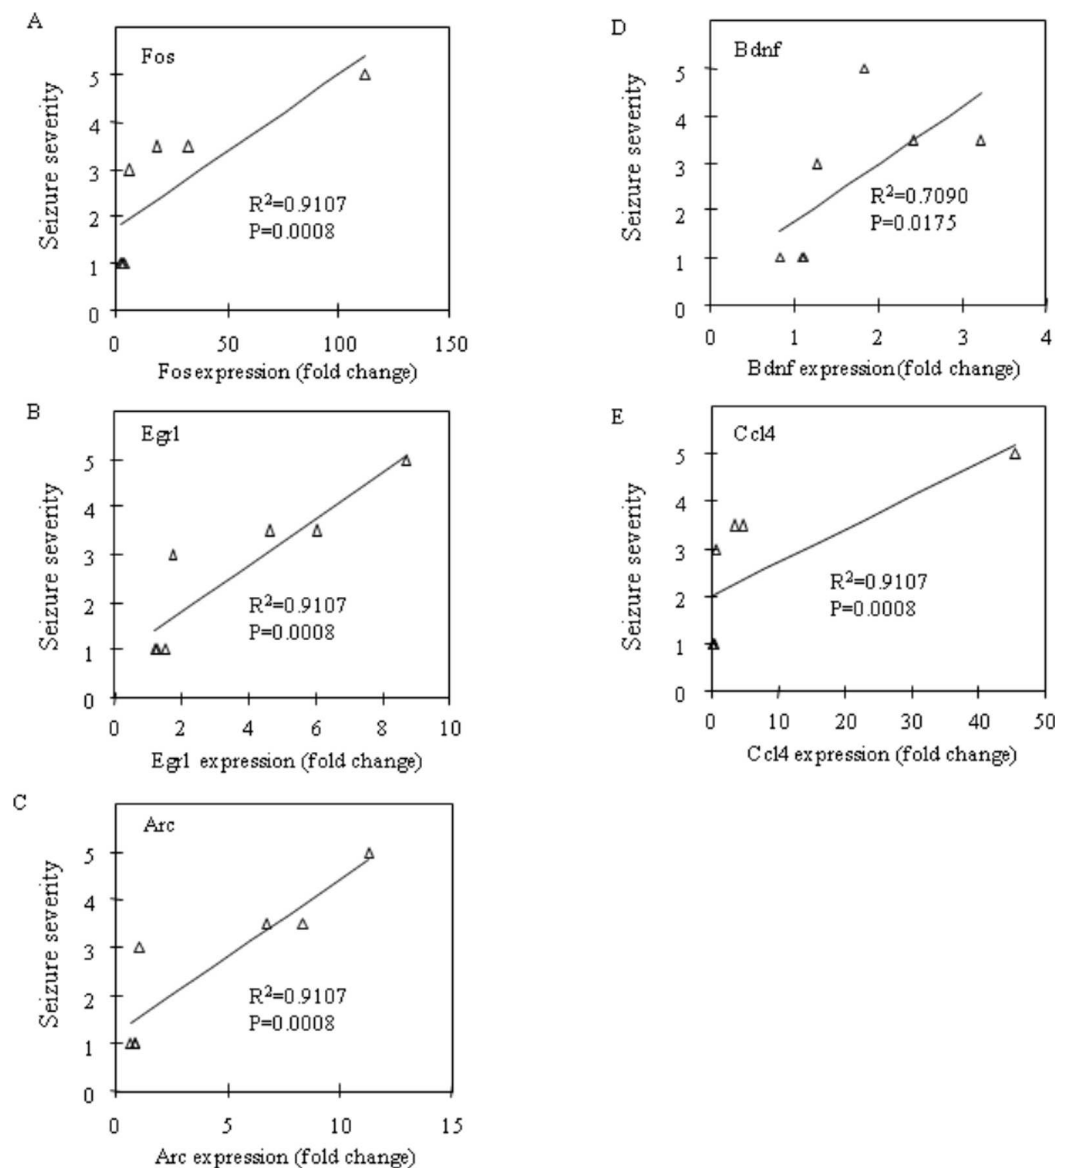 A
Fos
Seizure severity
5
4
3
2
1
0
R²=0.9107
P=0.0008
0 50 100 150
Fos expression (fold change)
B
Egr1
Seizure severity
5
4
3
2
1
0
R²=0.9107
P=0.0008
0 2 4 6 8 10
Egr1 expression (fold change)
C
Arc
Seizure severity
5
4
3
2
1
0
R²=0.9107
P=0.0008
0 5 10 15
Arc expression (fold change)
D
Bdnf
Seizure severity
5
4
3
2
1
0
R²=0.7090
P=0.0175
0 1 2 3 4
Bdnf expression (fold change)
E
Ccl4
Seizure severity
5
4
3
2
1
0
R²=0.9107
P=0.0008
0 10 20 30 40 50
Ccl4 expression (fold change)